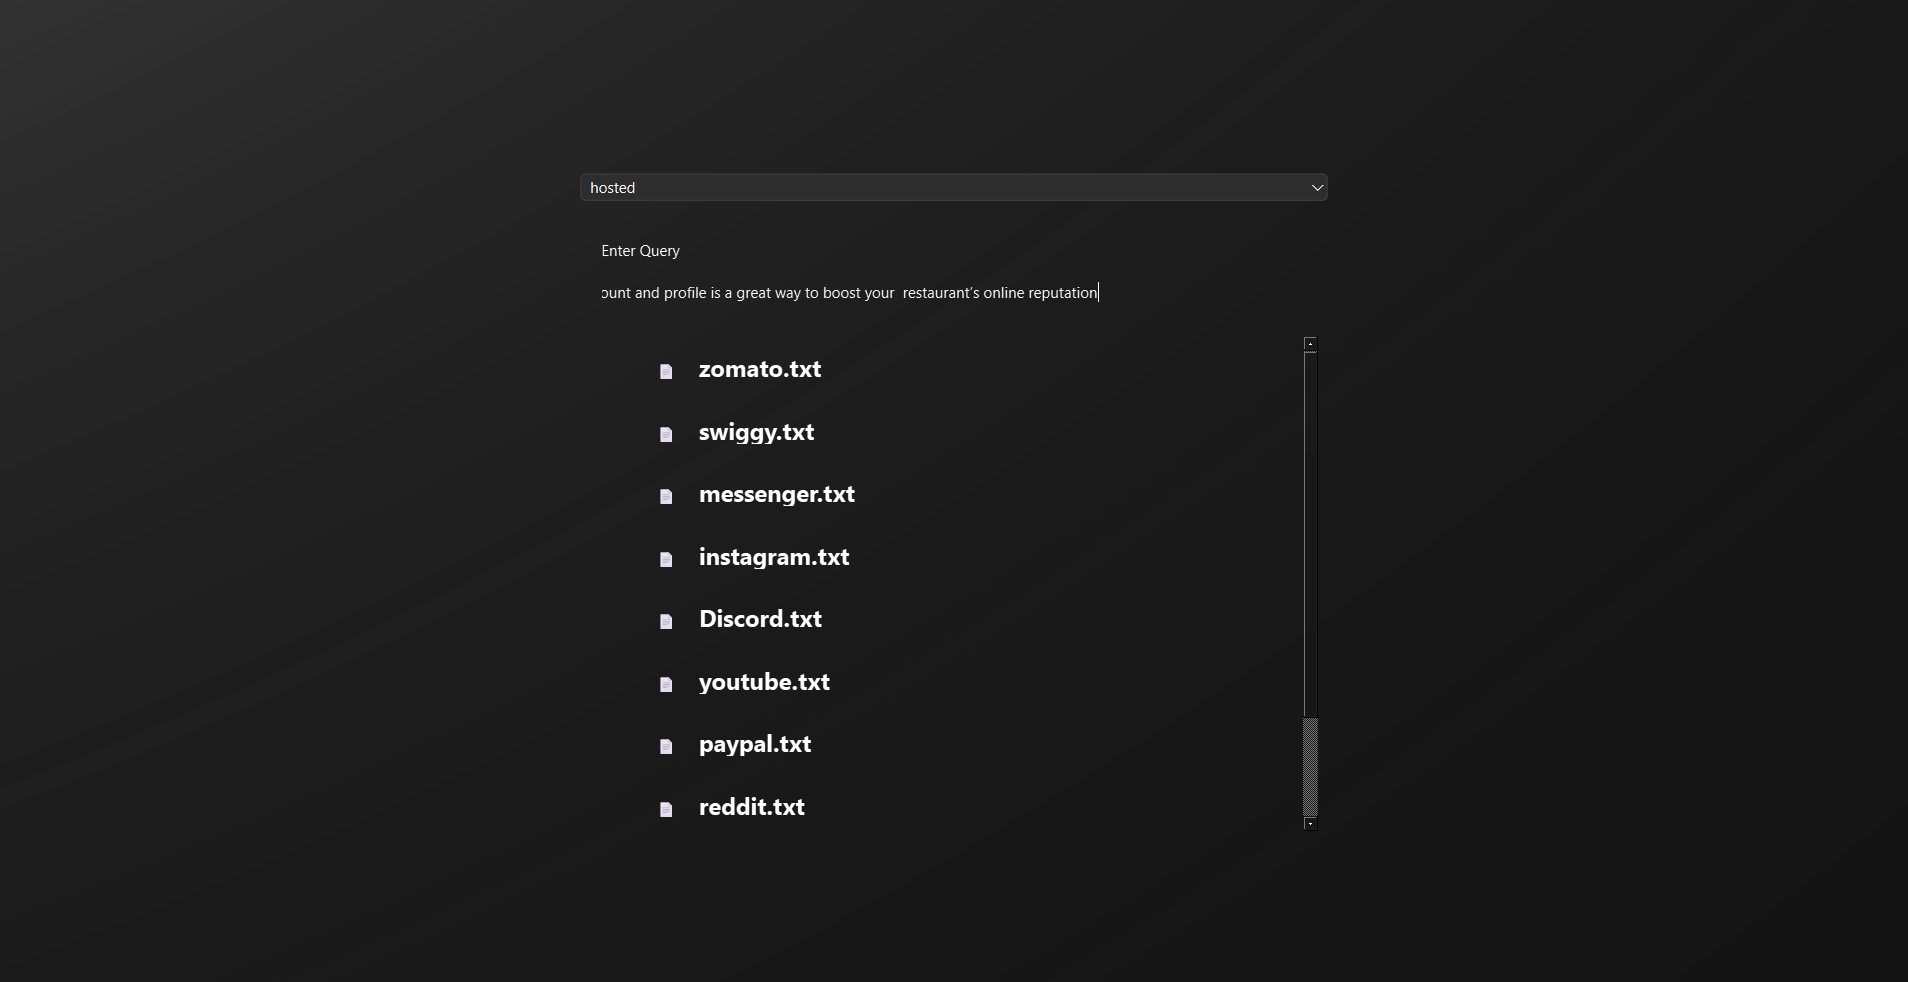 hosted
Enter Query
ount and profile is a great way to boost your  restaurant's online reputation
zomato.txt
swiggy.txt
messenger.txt
instagram.txt
Discord.txt
youtube.txt
paypal.txt
reddit.txt